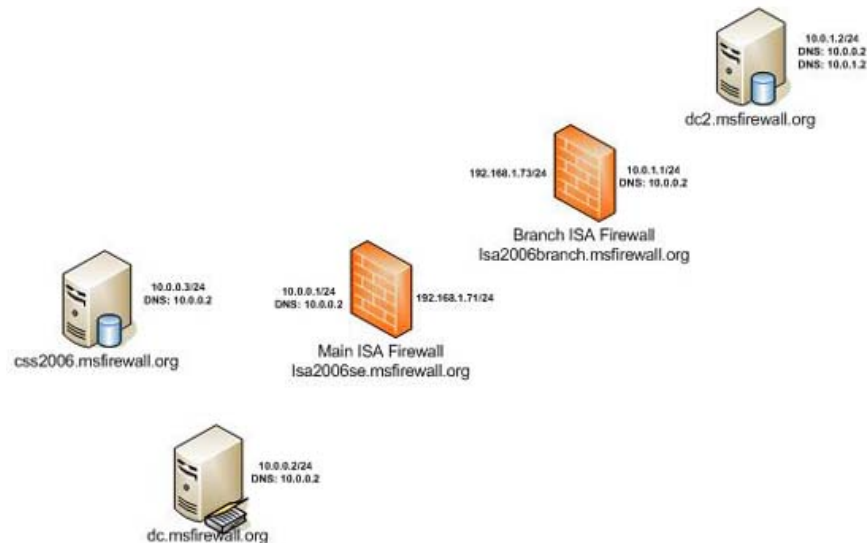 10.0.1.2/24
DNS: 10.0.0.2
DNS: 10.0.1.2
dc2.msfirewall.org
192.168.1.73/24
10.0.1.1/24
DNS: 10.0.0.2
Branch ISA Firewall
Isa2006branch.msfirewall.org
10.0.0.3/24
DNS: 10.0.0.2
css2006.msfirewall.org
10.0.0.1/24
DNS: 10.0.0.2
192.168.1.71/24
Main ISA Firewall
Isa2006se.msfirewall.org
10.0.0.2/24
DNS: 10.0.0.2
dc.msfirewall.org